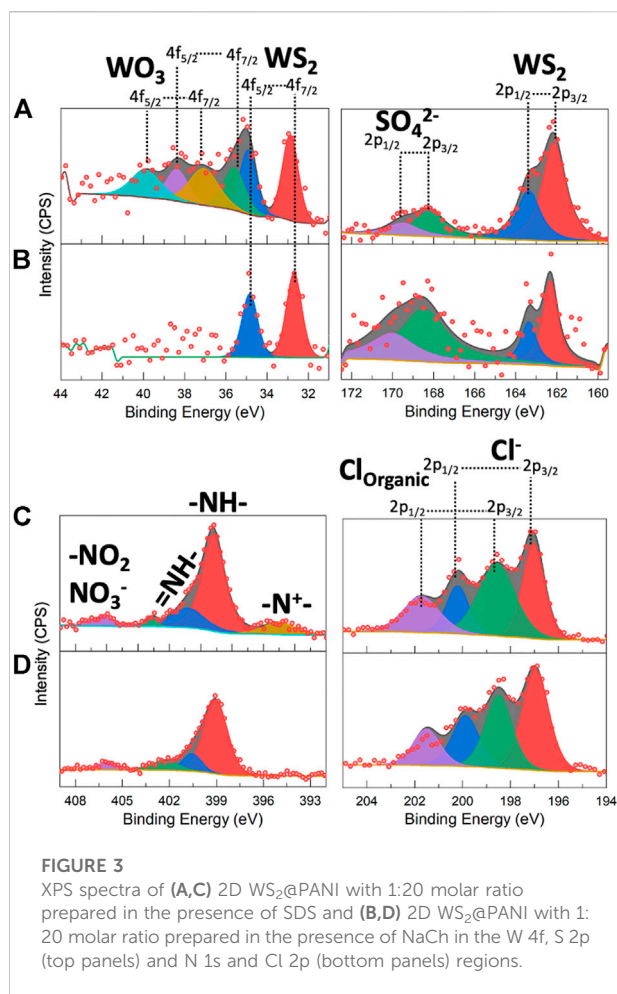 4f5/2 4f7/2
WO3 WS2
4f5/2 4f7/2 4f5/2 4f7/2
WS2
2p1/2 2p3/2
SO4²⁻
2p1/2 2p3/2
A
B
Intensity (CPS)
44 42 40 38 36 34 32
Binding Energy (eV)
172 170 168 166 164 162 160
Binding Energy (eV)
C
-NO2
NO3⁻
=NH-
-NH-
-N⁺-
Cl⁻
2p1/2 2p3/2
ClOrganic
2p1/2 2p3/2
D
Intensity (CPS)
408 405 402 399 396 393
Binding Energy (eV)
204 202 200 198 196 194
Binding Energy (eV)
FIGURE 3
XPS spectra of (A,C) 2D WS2@PANI with 1:20 molar ratio
prepared in the presence of SDS and (B,D) 2D WS2@PANI with 1:
20 molar ratio prepared in the presence of NaCh in the W 4f, S 2p
(top panels) and N 1s and Cl 2p (bottom panels) regions.